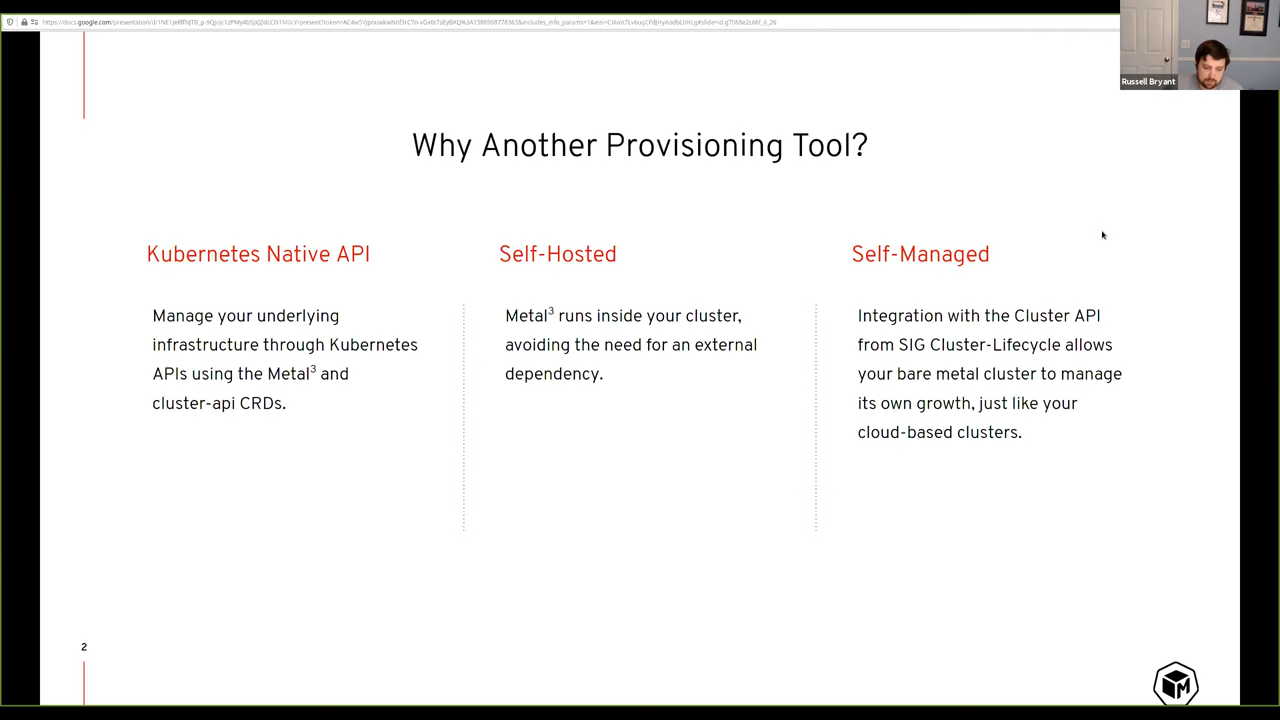 Russell Bryant
Why Another Provisioning Tool?
Kubernetes Native API
Manage your underlying
infrastructure through Kubernetes
APIs using the Metal³ and
cluster-api CRDs.
Self-Hosted
Metal³ runs inside your cluster,
avoiding the need for an external
dependency.
Self-Managed
Integration with the Cluster API
from SIG Cluster-Lifecycle allows
your bare metal cluster to manage
its own growth, just like your
cloud-based clusters.
2
M